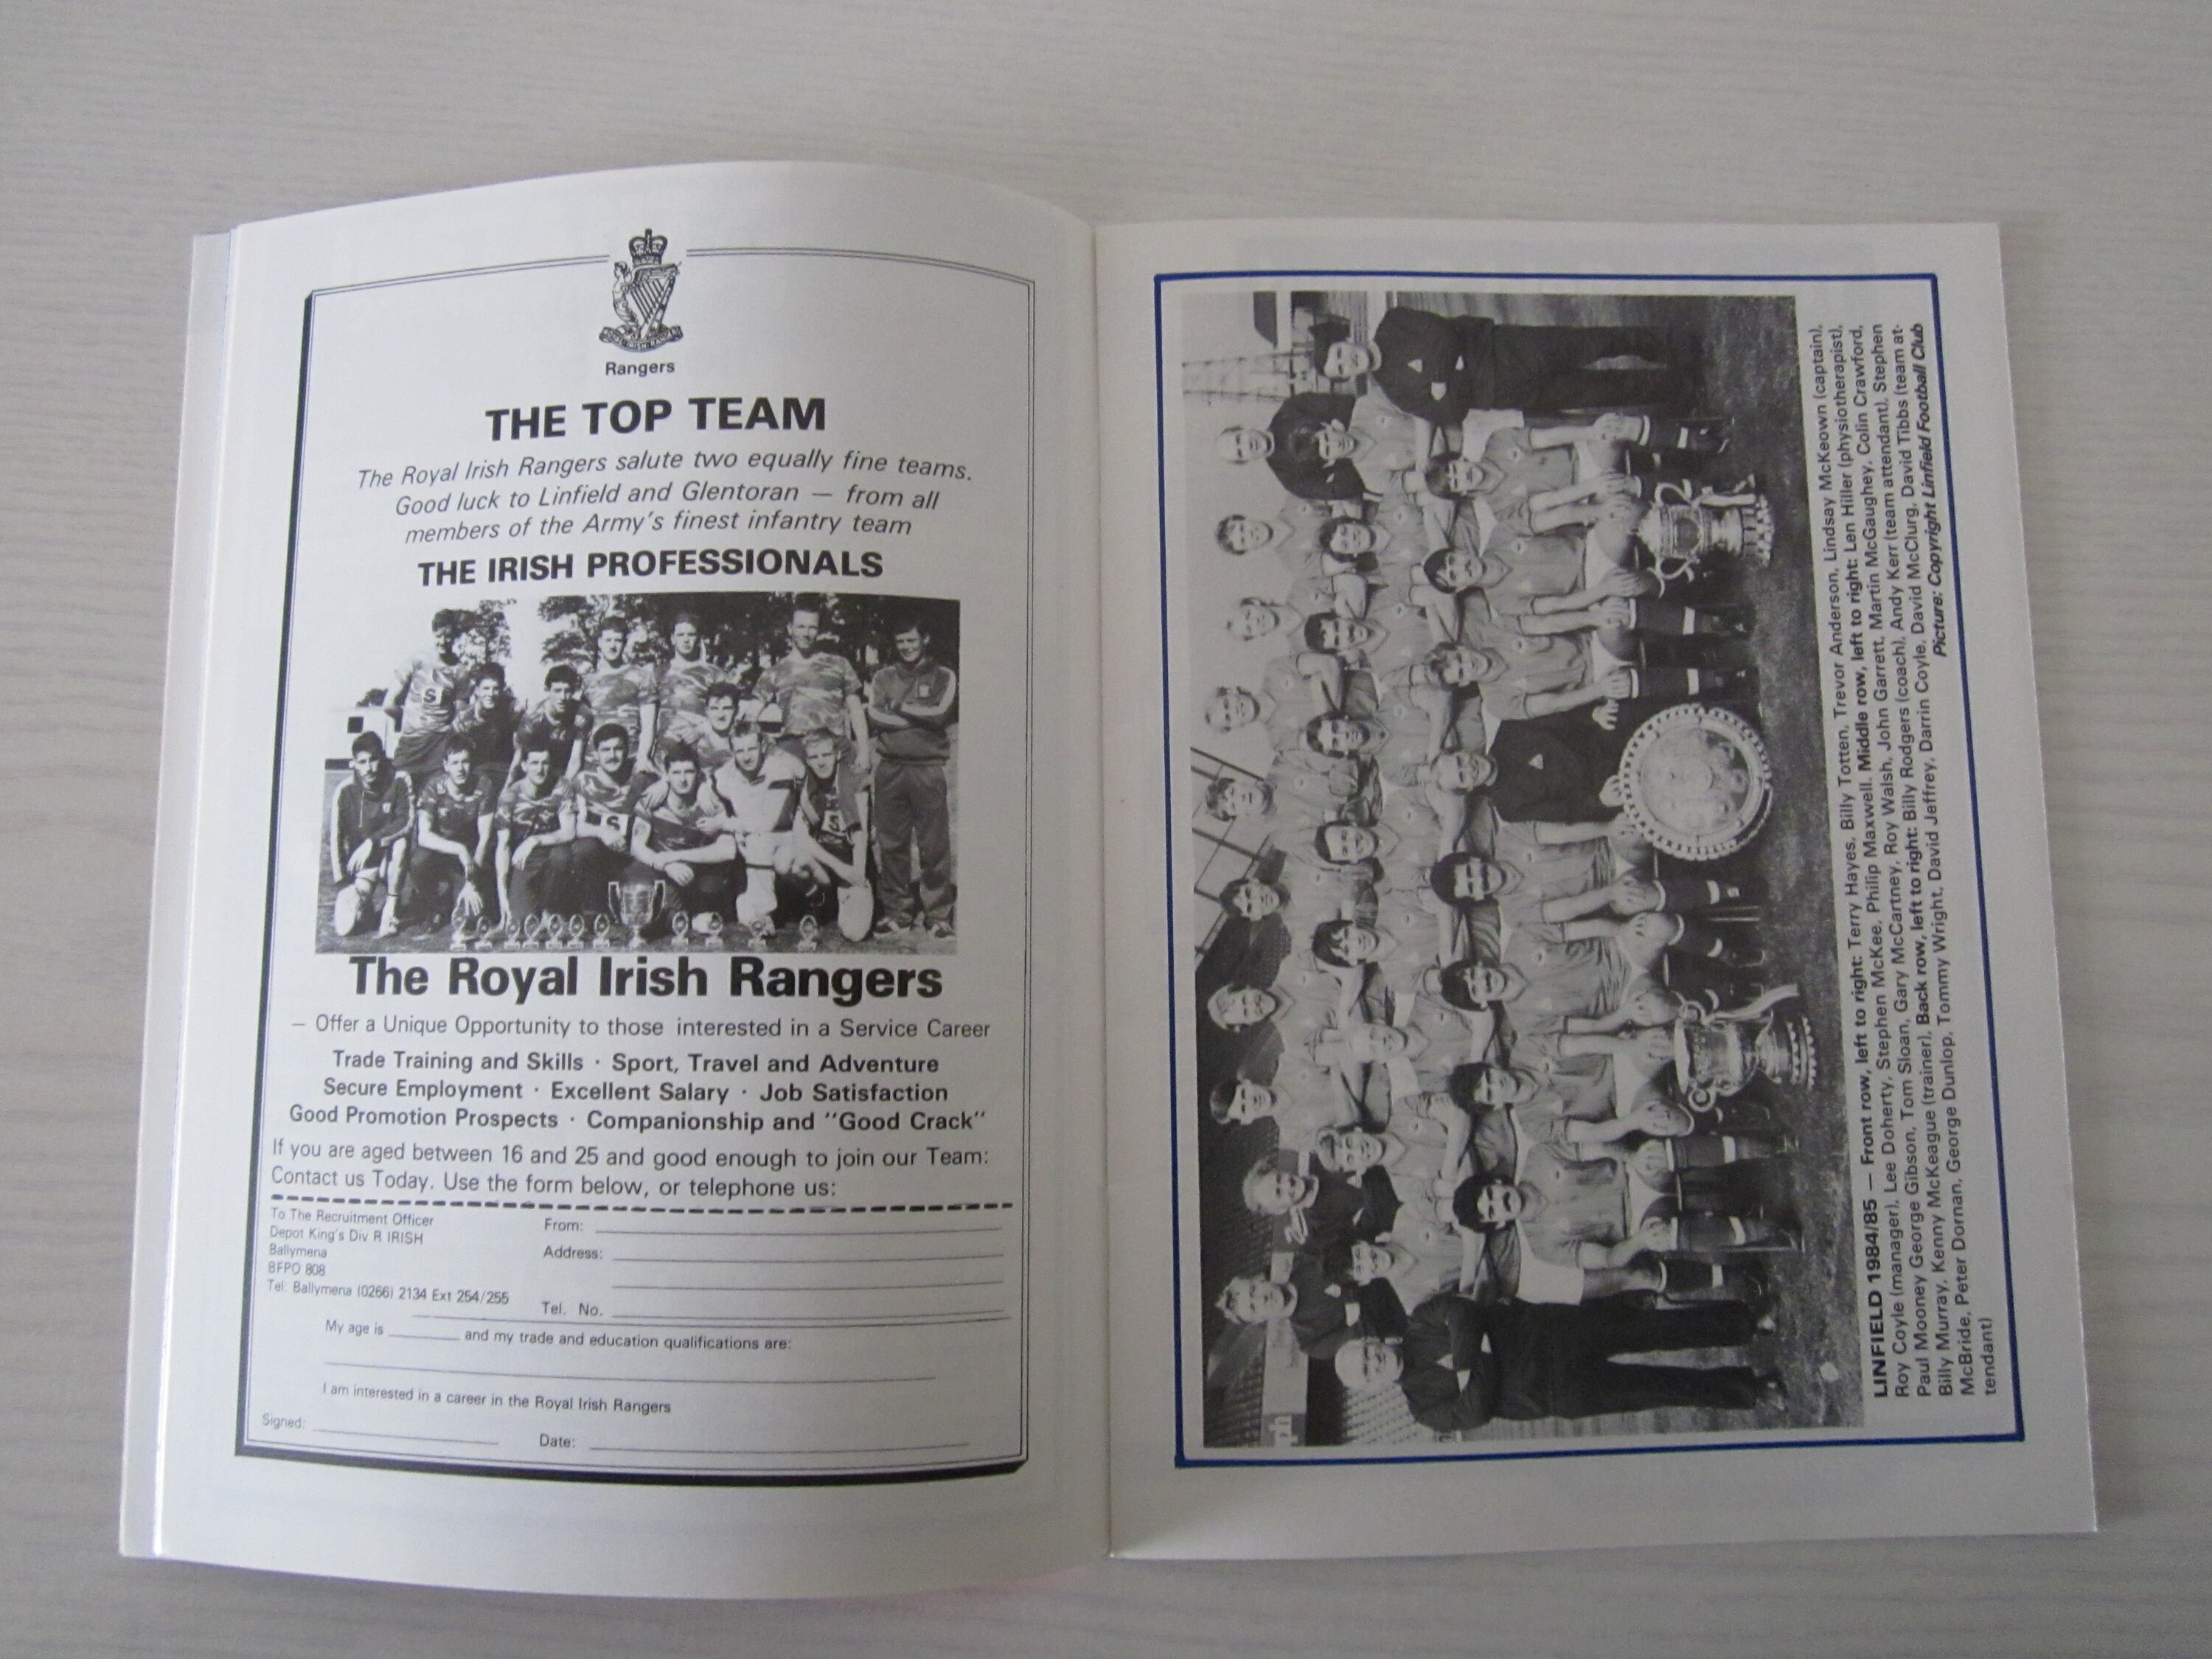 Rangers
THE TOP TEAM
The Royal Irish Rangers salute two equally fine teams.
Good luck to Linfield and Glentoran — from all
members of the Army's finest infantry team
THE IRISH PROFESSIONALS
S
S
S
The Royal Irish Rangers
— Offer a Unique Opportunity to those interested in a Service Career
Trade Training and Skills · Sport, Travel and Adventure
Secure Employment · Excellent Salary · Job Satisfaction
Good Promotion Prospects · Companionship and "Good Crack"
If you are aged between 16 and 25 and good enough to join our Team:
Contact us Today. Use the form below, or telephone us:
To The Recruitment Officer
Depot King's Div R IRISH
Ballymena
BFPO 808
Tel: Ballymena (0266) 2134 Ext 254/255
From:
Address:
Tel. No.
My age is and my trade and education qualifications are:
I am interested in a career in the Royal Irish Rangers
Signed:
Date:
LINFIELD 1984/85 — Front row, left to right: Terry Hayes, Billy Totten, Trevor Anderson, Lindsay McKeown (captain),
Roy Coyle (manager), Lee Doherty, Stephen McKee, Philip Maxwell. Middle row, left to right: Len Hiller (physiotherapist),
Paul Mooney George Gibson, Tom Sloan, Gary McCartney, Roy Walsh, John Garrett, Martin McGaughey, Colin Crawford,
Billy Murray, Kenny McKeague (trainer). Back row, left to right: Billy Rodgers (coach), Andy Kerr (team attendant), Stephen
McBride, Peter Dornan, George Dunlop, Tommy Wright, David Jeffrey, Darrin Coyle, David McClurg, David Tibbs (team at-
tendant)
Picture: Copyright Linfield Football Club